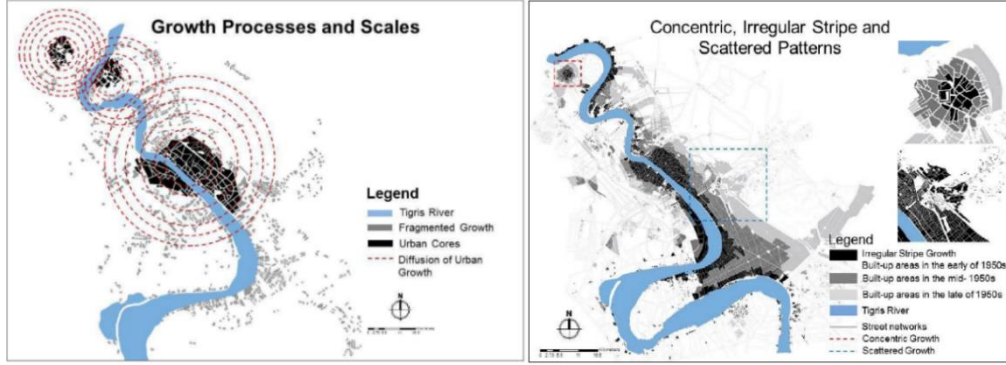 Growth Processes and Scales
Legend
Tigris River
Fragmented Growth
Urban Cores
Diffusion of Urban
Growth
N
Concentric, Irregular Stripe and
Scattered Patterns
Legend
Irregular Stripe Growth
Built-up areas in the early of 1950s
Built-up areas in the mid- 1950s
Built-up areas in the late of 1950s
Tigris River
Street networks
Concentric Growth
Scattered Growth
N